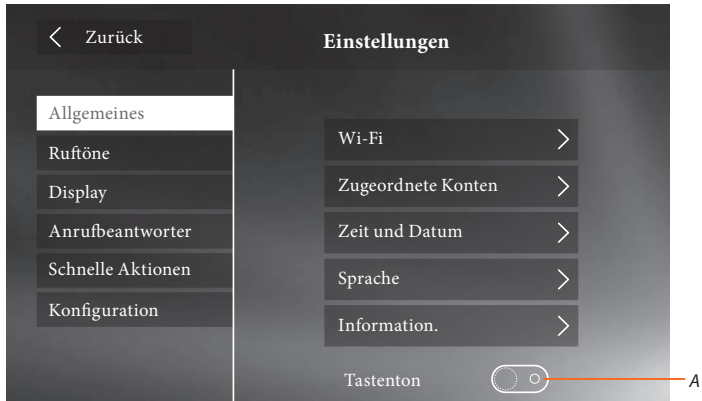 Zurück
Einstellungen
Allgemeines
Ruftöne
Display
Anrufbeantworter
Schnelle Aktionen
Konfiguration
Wi-Fi
Zugeordnete Konten
Zeit und Datum
Sprache
Information.
Tastenton
A